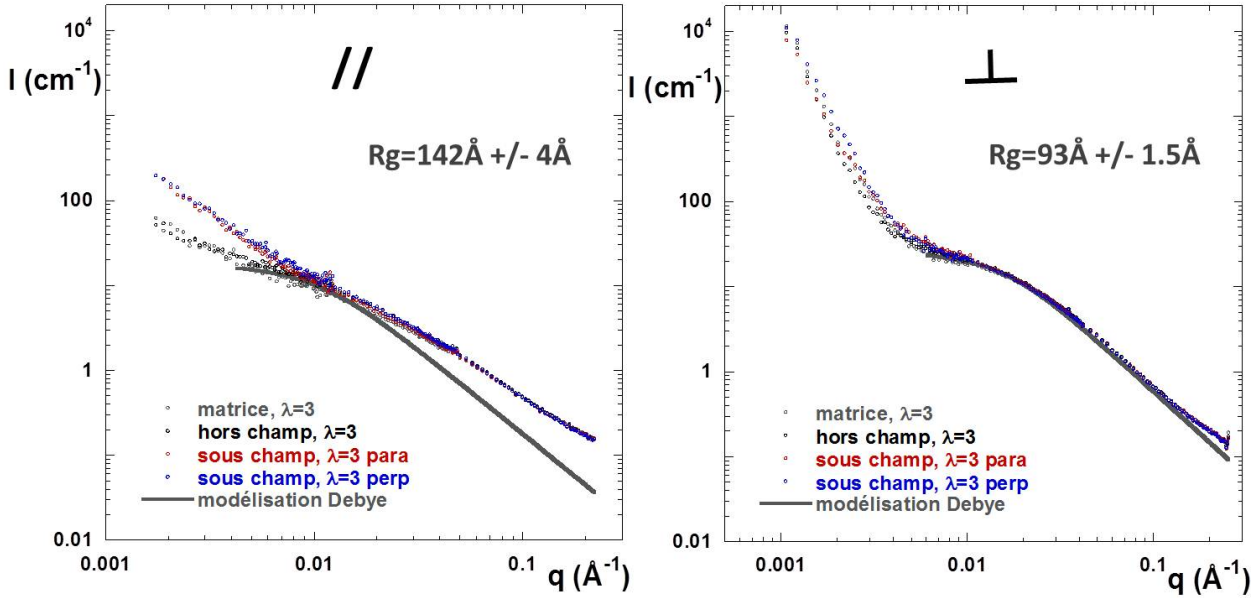 10⁴
I (cm⁻¹)
//
Rg=142Å +/- 4Å
100
1
matrice, λ=3
hors champ, λ=3
sous champ, λ=3 para
sous champ, λ=3 perp
modélisation Debye
0.01
0.001
0.01
0.1
q (Å⁻¹)
10⁴
I (cm⁻¹)
⊥
Rg=93Å +/- 1.5Å
100
1
matrice, λ=3
hors champ, λ=3
sous champ, λ=3 para
sous champ, λ=3 perp
modélisation Debye
0.01
0.001
0.01
0.1
q (Å⁻¹)